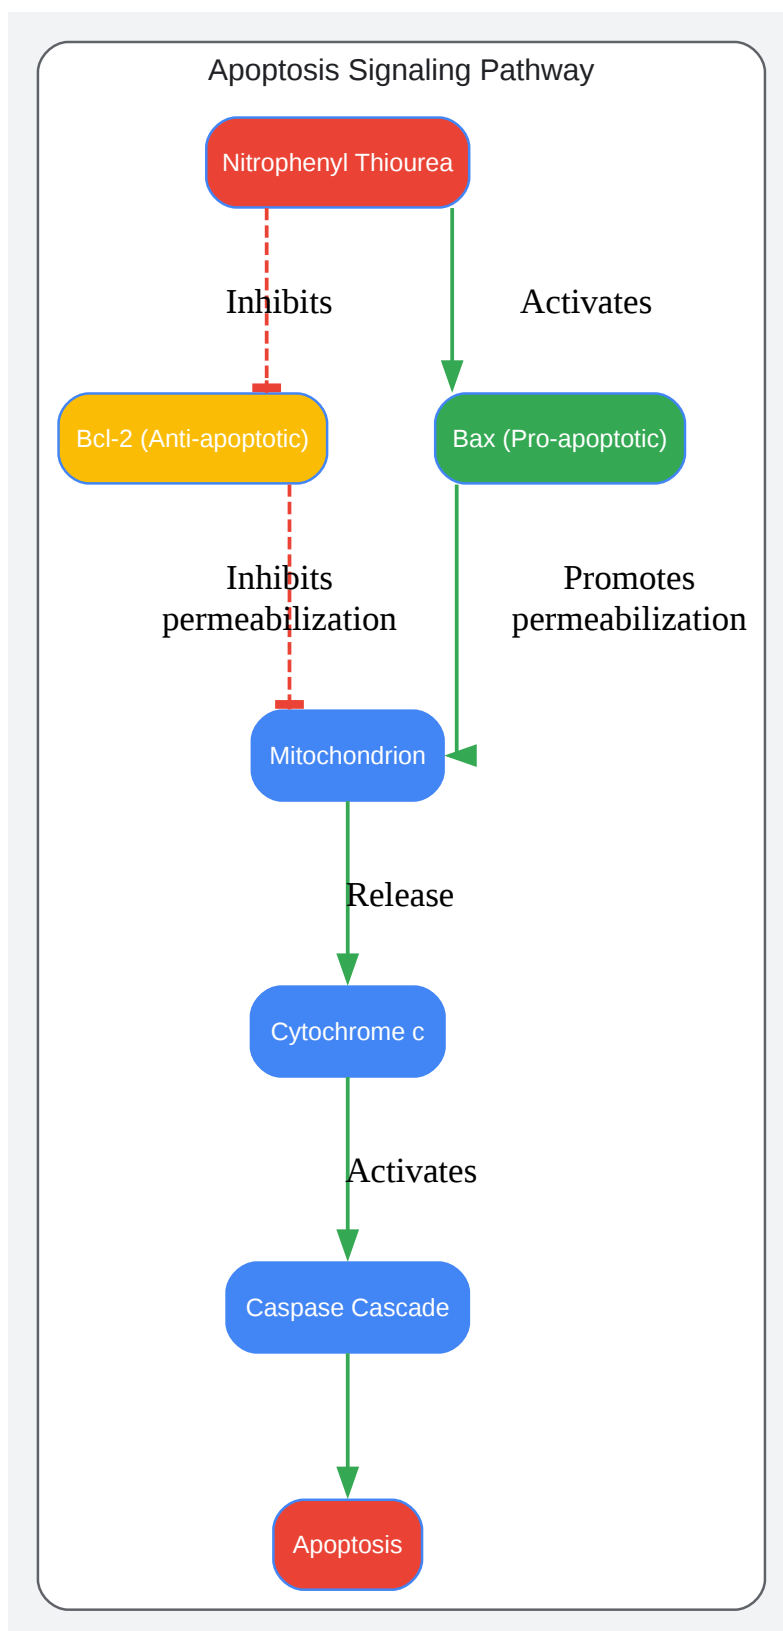 Apoptosis Signaling Pathway
Nitrophenyl Thiourea
Inhibits
Activates
Bcl-2 (Anti-apoptotic)
Bax (Pro-apoptotic)
Inhibits
permeabilization
Promotes
permeabilization
Mitochondrion
Release
Cytochrome c
Activates
Caspase Cascade
Apoptosis